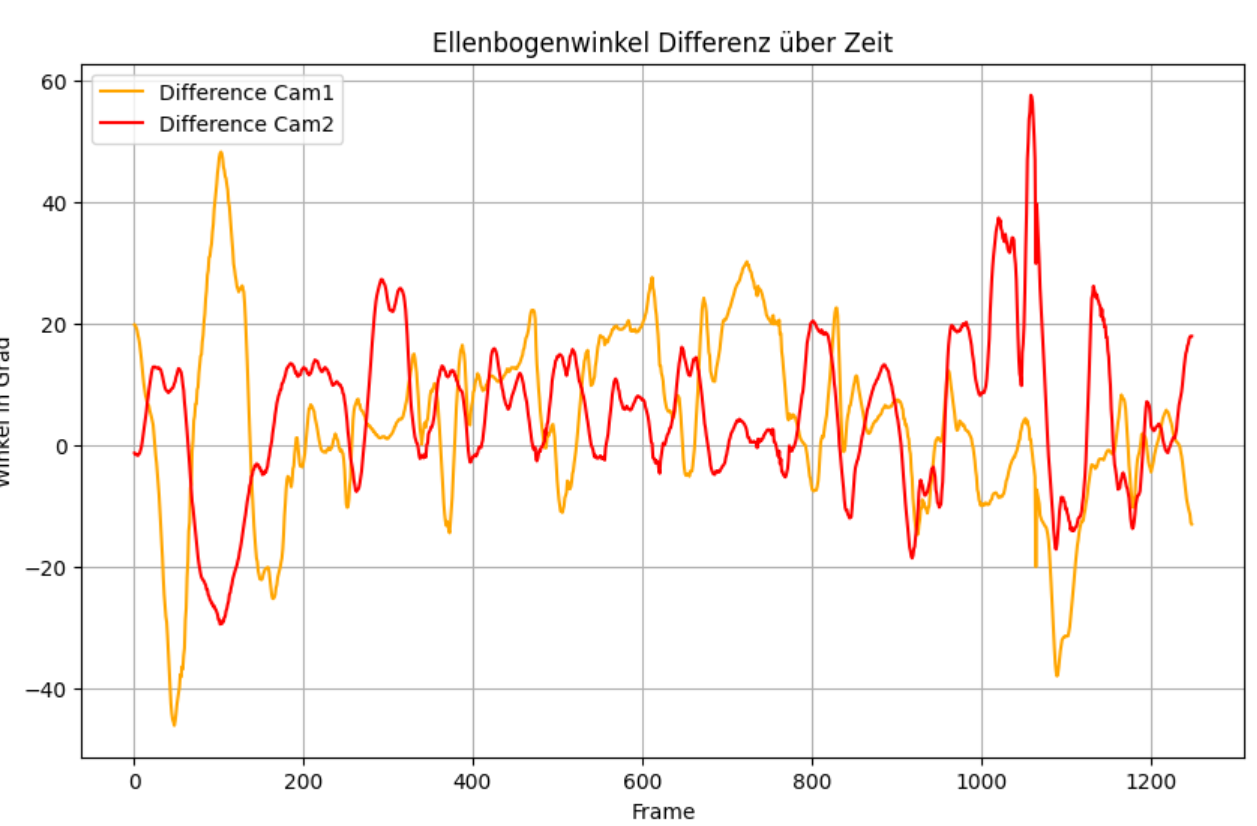 Ellenbogenwinkel Differenz über Zeit
Difference Cam1
Difference Cam2
60
40
20
0
−20
−40
Winkel in Grad
0 200 400 600 800 1000 1200
Frame